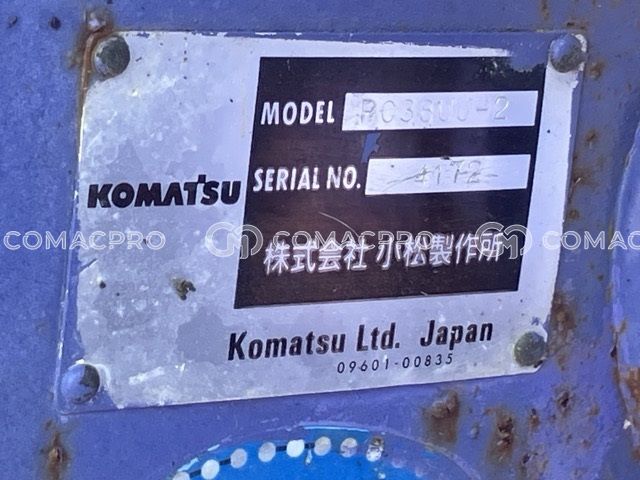 KOMATSU
MODEL PC38UU-2
SERIAL NO. 4172
株式会社 小松製作所
Komatsu Ltd. Japan
09601-00835
COMACPRO COMACPRO COMACPRO